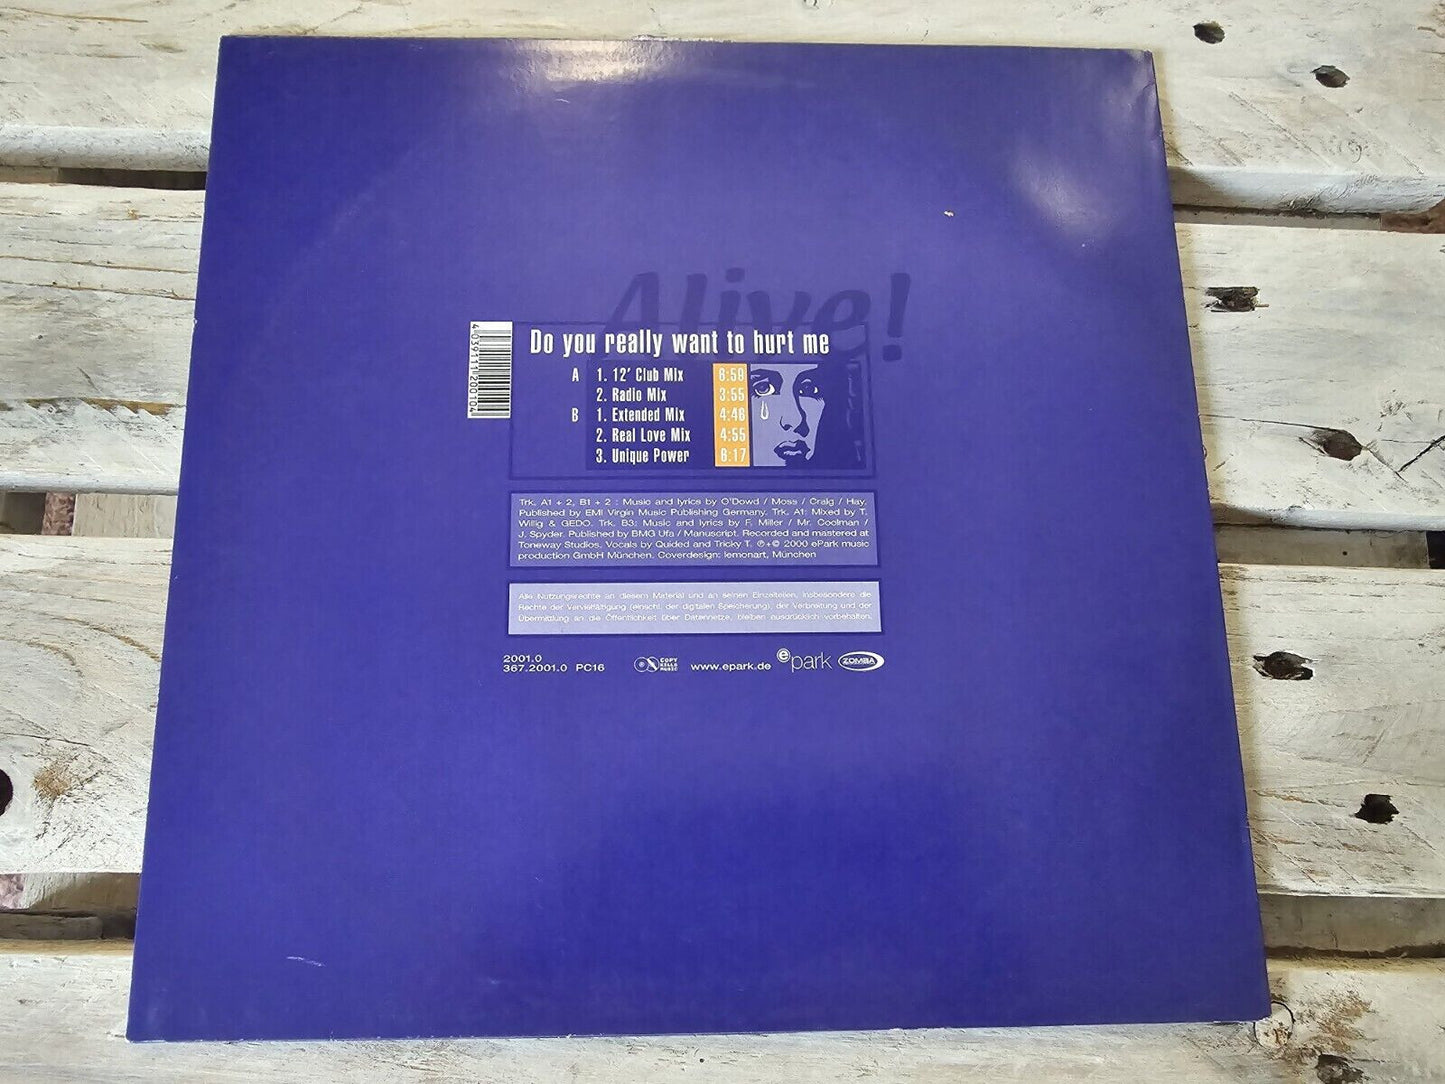 Alive!
4 039111 200104
Do you really want to hurt me
A 1. 12' Club Mix 6:59
2. Radio Mix 3:55
B 1. Extended Mix 4:46
2. Real Love Mix 4:55
3. Unique Power 6:17
Trk. A1 + 2, B1 + 2 : Music and lyrics by O'Dowd / Moss / Craig / Hay.
Published by EMI Virgin Music Publishing Germany. Trk. A1: Mixed by T.
Willig & GEDO. Trk. B3: Music and lyrics by F. Miller / Mr. Coolman /
J. Spyder. Published by BMG Ufa / Manuscript. Recorded and mastered at
Toneway Studios. Vocals by Quided and Tricky T. ℗+© 2000 ePark music
production GmbH München. Coverdesign: lemonart, München
Alle Nutzungsrechte an diesem Material und an seinen Einzelteilen, insbesondere die
Rechte der Vervielfältigung (einschl. der digitalen Speicherung), der Verbreitung und der
Übermittlung an die Öffentlichkeit über Datennetze, bleiben ausdrücklich vorbehalten.
2001.0
367.2001.0 PC16
COPY
KILLS
MUSIC
www.epark.de
epark
ZOMBA